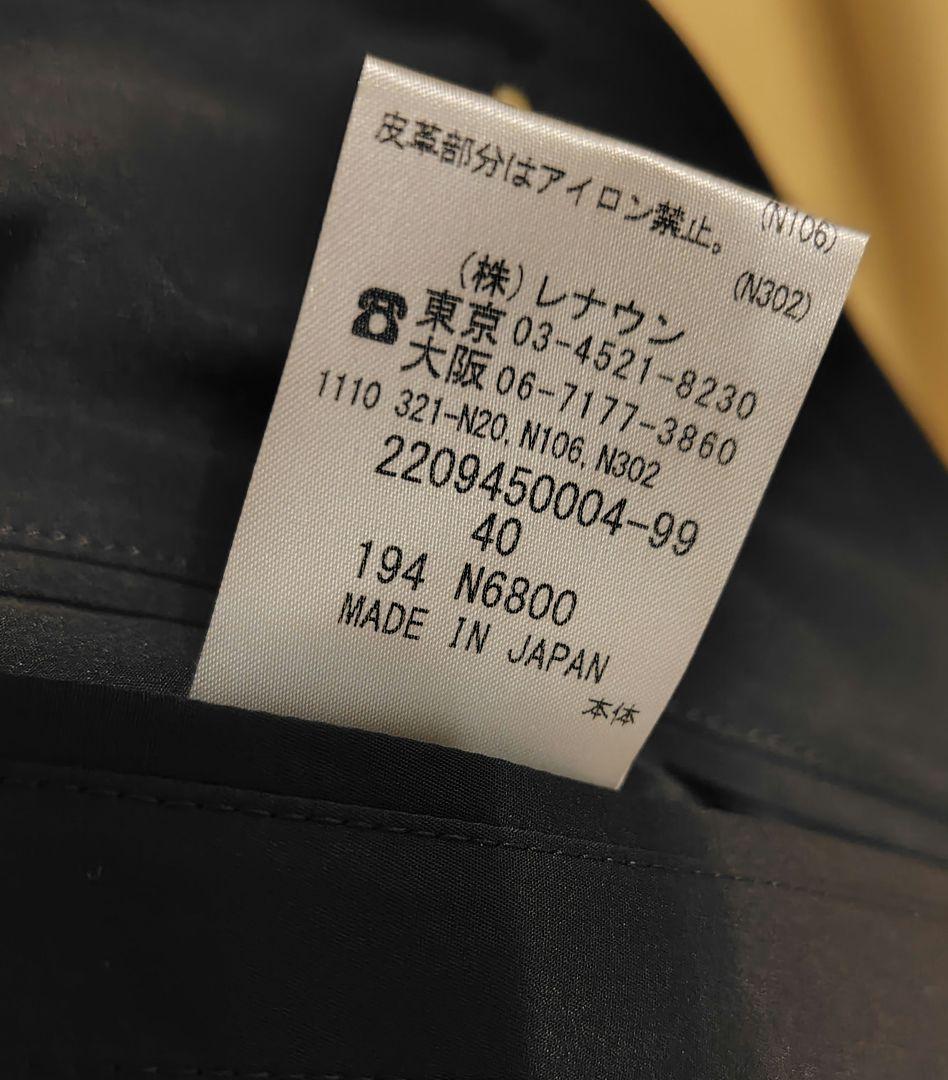 皮革部分はアイロン禁止。 (N106)
(N302)
(株)レナウン
☎ 東京 03-4521-8230
大阪 06-7177-3860
1110 321-N20, N106, N302
2209450004-99
40
194 N6800
MADE IN JAPAN
本体